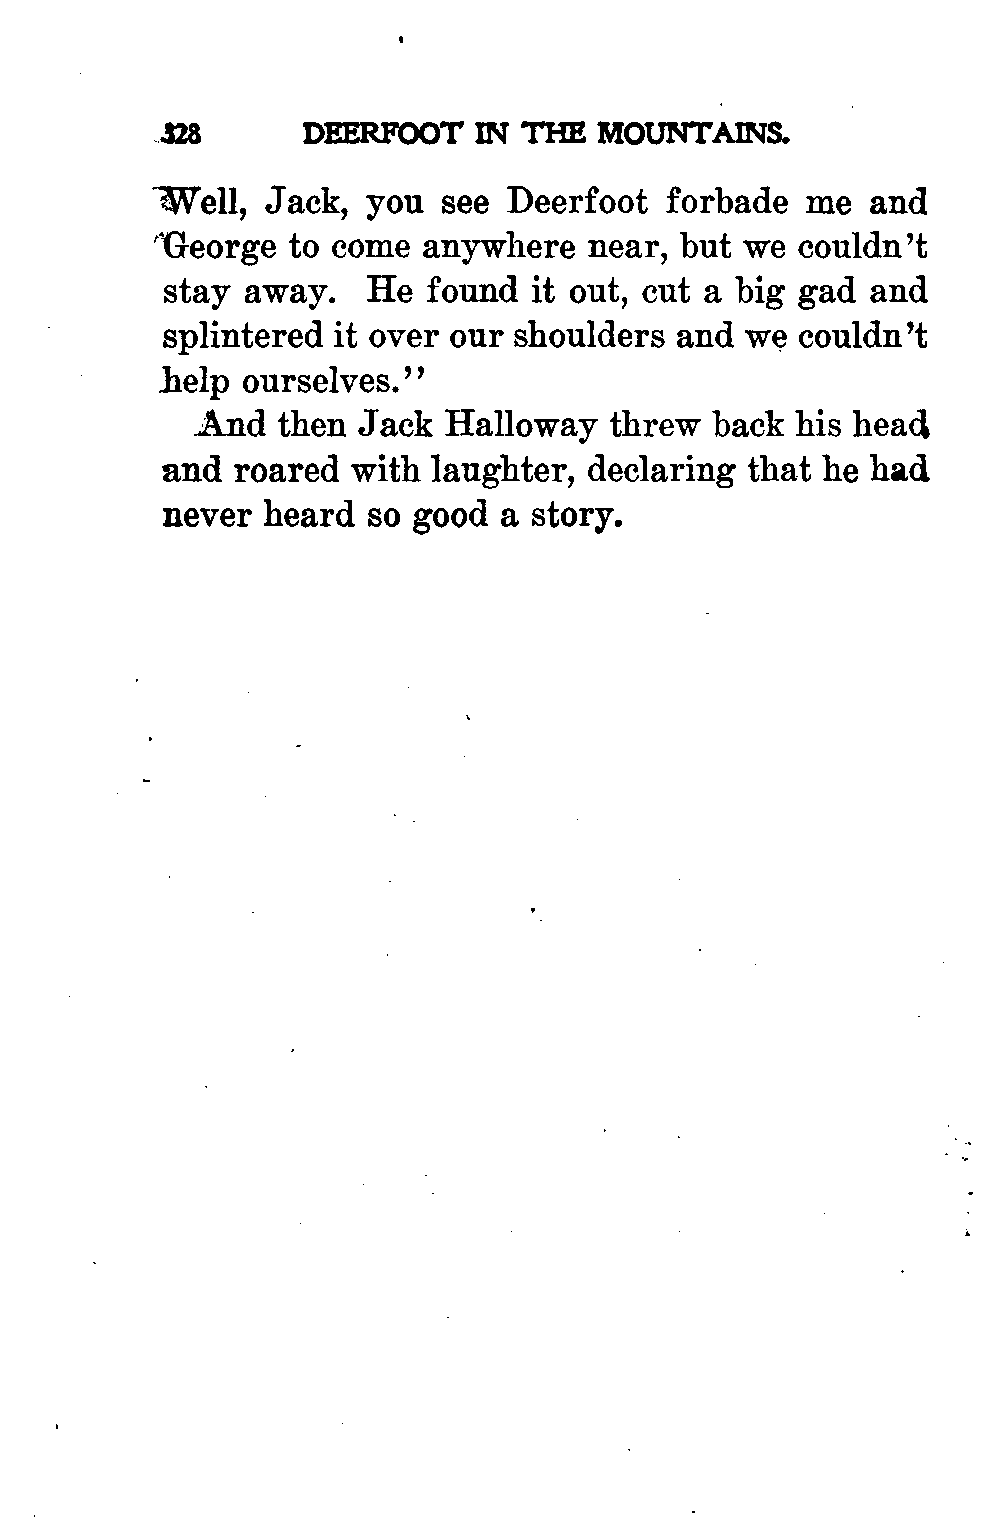 328 DEERFOOT IN THE MOUNTAINS.
Well, Jack, you see Deerfoot forbade me and
George to come anywhere near, but we couldn't
stay away. He found it out, cut a big gad and
splintered it over our shoulders and we couldn't
help ourselves.''
And then Jack Halloway threw back his head
and roared with laughter, declaring that he had
never heard so good a story.